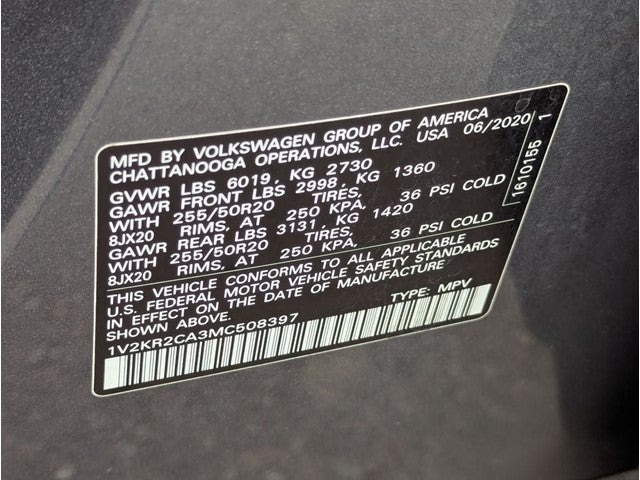 MFD BY VOLKSWAGEN GROUP OF AMERICA
CHATTANOOGA OPERATIONS, LLC. USA 06/2020
GVWR LBS 6019, KG 2730
GAWR FRONT LBS 2998, KG 1360
WITH 255/50R20 TIRES, 36 PSI COLD
8JX20 RIMS, AT 250 KPA,
GAWR REAR LBS 3131, KG 1420
WITH 255/50R20 TIRES, 36 PSI COLD
8JX20 RIMS, AT 250 KPA,
THIS VEHICLE CONFORMS TO ALL APPLICABLE
U.S. FEDERAL MOTOR VEHICLE SAFETY STANDARDS
IN EFFECT ON THE DATE OF MANUFACTURE
SHOWN ABOVE.
1V2KR2CA3MC508397 TYPE: MPV
1610155 1